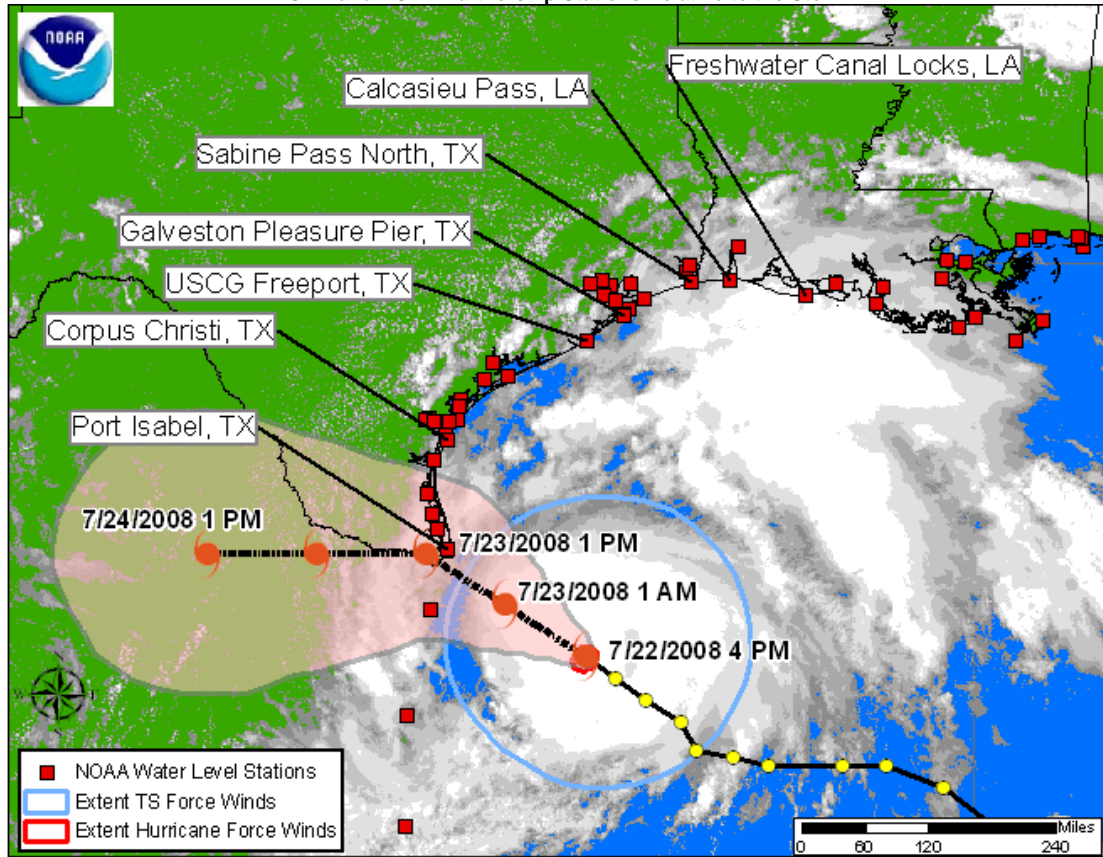 NOAA
Freshwater Canal Locks, LA
Calcasieu Pass, LA
Sabine Pass North, TX
Galveston Pleasure Pier, TX
USCG Freeport, TX
Corpus Christi, TX
Port Isabel, TX
7/24/2008 1 PM
7/23/2008 1 PM
7/23/2008 1 AM
7/22/2008 4 PM
NOAA Water Level Stations
Extent TS Force Winds
Extent Hurricane Force Winds
Miles
0 60 120 240